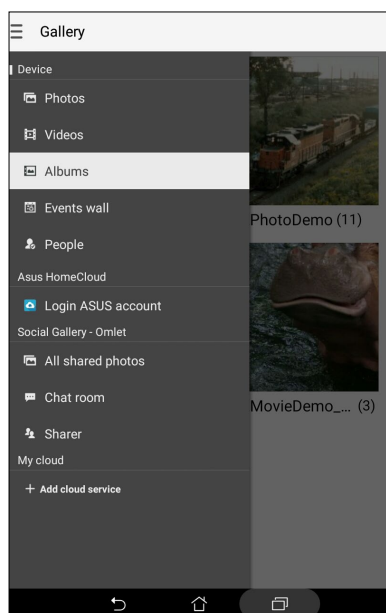 Gallery
Device
Photos
Videos
Albums
Events wall
People
Asus HomeCloud
Login ASUS account
Social Gallery - Omlet
All shared photos
Chat room
Sharer
My cloud
+ Add cloud service
PhotoDemo (11)
MovieDemo_... (3)